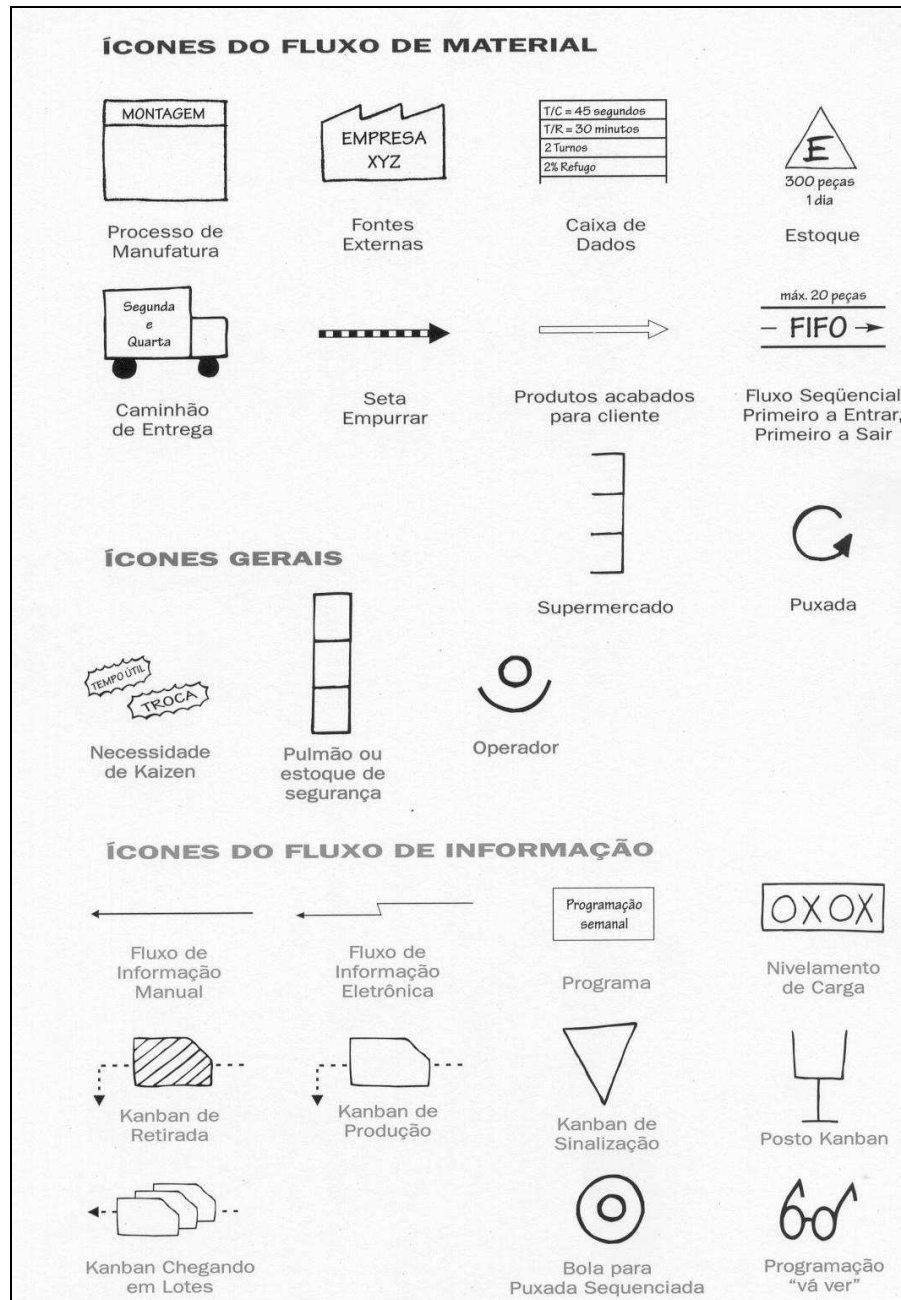 ÍCONES DO FLUXO DE MATERIAL
MONTAGEM
Processo de
Manufatura
EMPRESA
XYZ
Fontes
Externas
T/C = 45 segundos
T/R = 30 minutos
2 Turnos
2% Refugo
Caixa de
Dados
E
300 peças
1 dia
Estoque
Segunda
e
Quarta
Caminhão
de Entrega
Seta
Empurrar
Produtos acabados
para cliente
máx. 20 peças
FIFO
Fluxo Seqüencial
Primeiro a Entrar,
Primeiro a Sair
Supermercado
Puxada
ÍCONES GERAIS
TEMPO ÚTIL
TROCA
Necessidade
de Kaizen
Pulmão ou
estoque de
segurança
Operador
ÍCONES DO FLUXO DE INFORMAÇÃO
Fluxo de
Informação
Manual
Fluxo de
Informação
Eletrônica
Programação
semanal
Programa
OXOX
Nivelamento
de Carga
Kanban de
Retirada
Kanban de
Produção
Kanban de
Sinalização
Posto Kanban
Kanban Chegando
em Lotes
Bola para
Puxada Sequenciada
Programação
“vá ver”